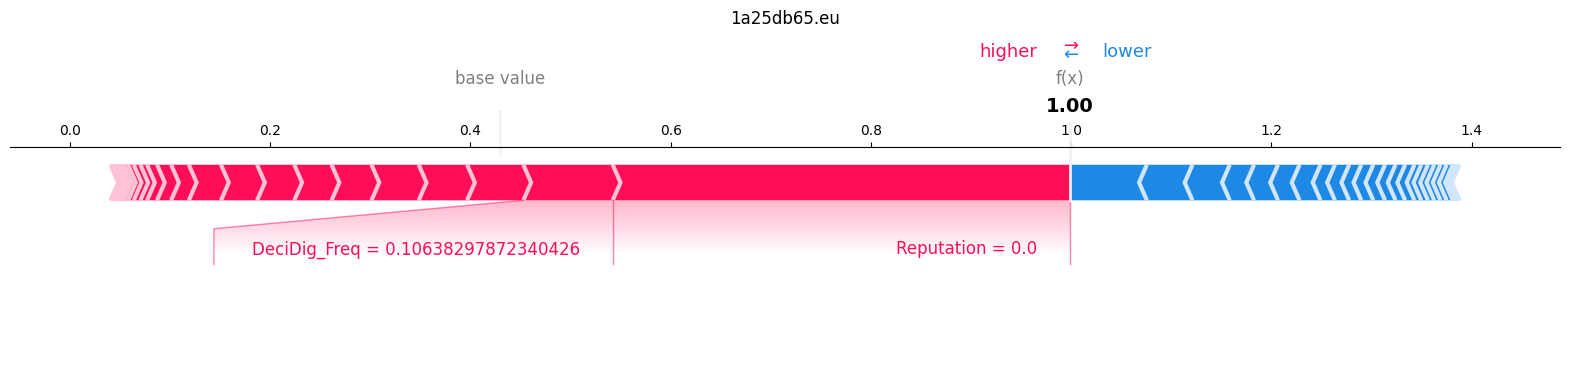 1a25db65.eu
higher → ← lower
base value f(x)
1.00
0.0 0.2 0.4 0.6 0.8 1.0 1.2 1.4
DeciDig_Freq = 0.10638297872340426 Reputation = 0.0